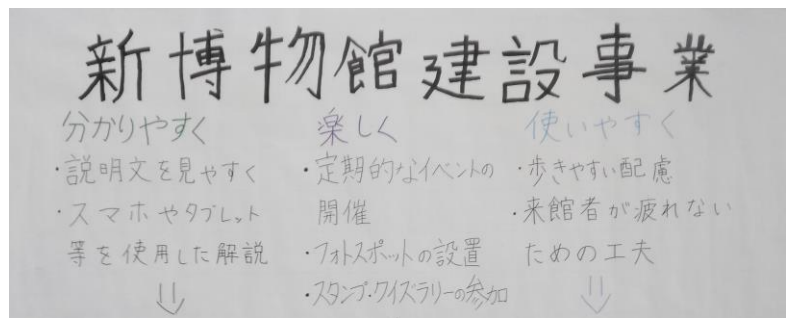 新博物館建設事業
分かりやすく
・説明文を見やすく
・スマホやタブレット
等を使用した解説
⇓
楽しく
・定期的なイベントの
開催
・フォトスポットの設置
・スタンプ・クイズラリーの参加
使いやすく
・歩きやすい配慮
・来館者が疲れない
ための工夫
⇓